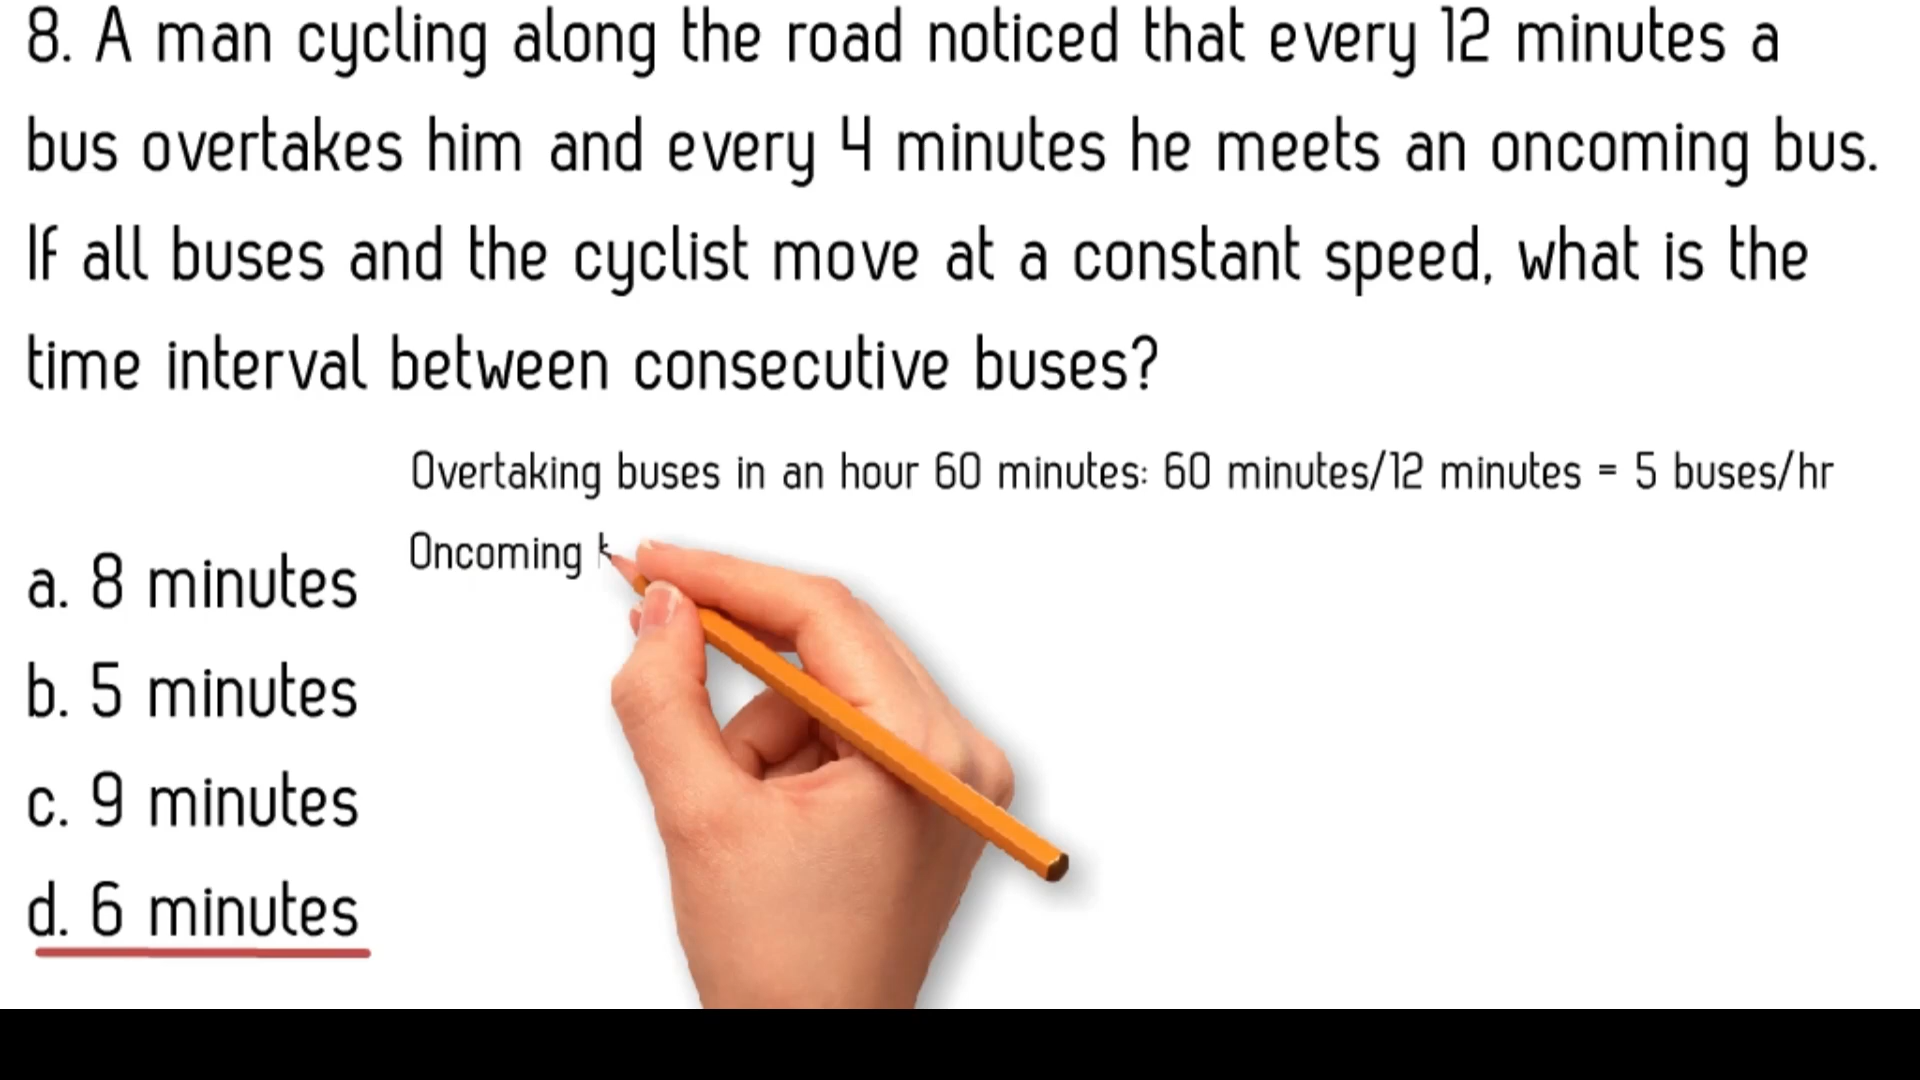 8. A man cycling along the road noticed that every 12 minutes a
bus overtakes him and every 4 minutes he meets an oncoming bus.
If all buses and the cyclist move at a constant speed, what is the
time interval between consecutive buses?
Overtaking buses in an hour 60 minutes: 60 minutes/12 minutes = 5 buses/hr
Oncoming
a. 8 minutes
b. 5 minutes
c. 9 minutes
d. 6 minutes